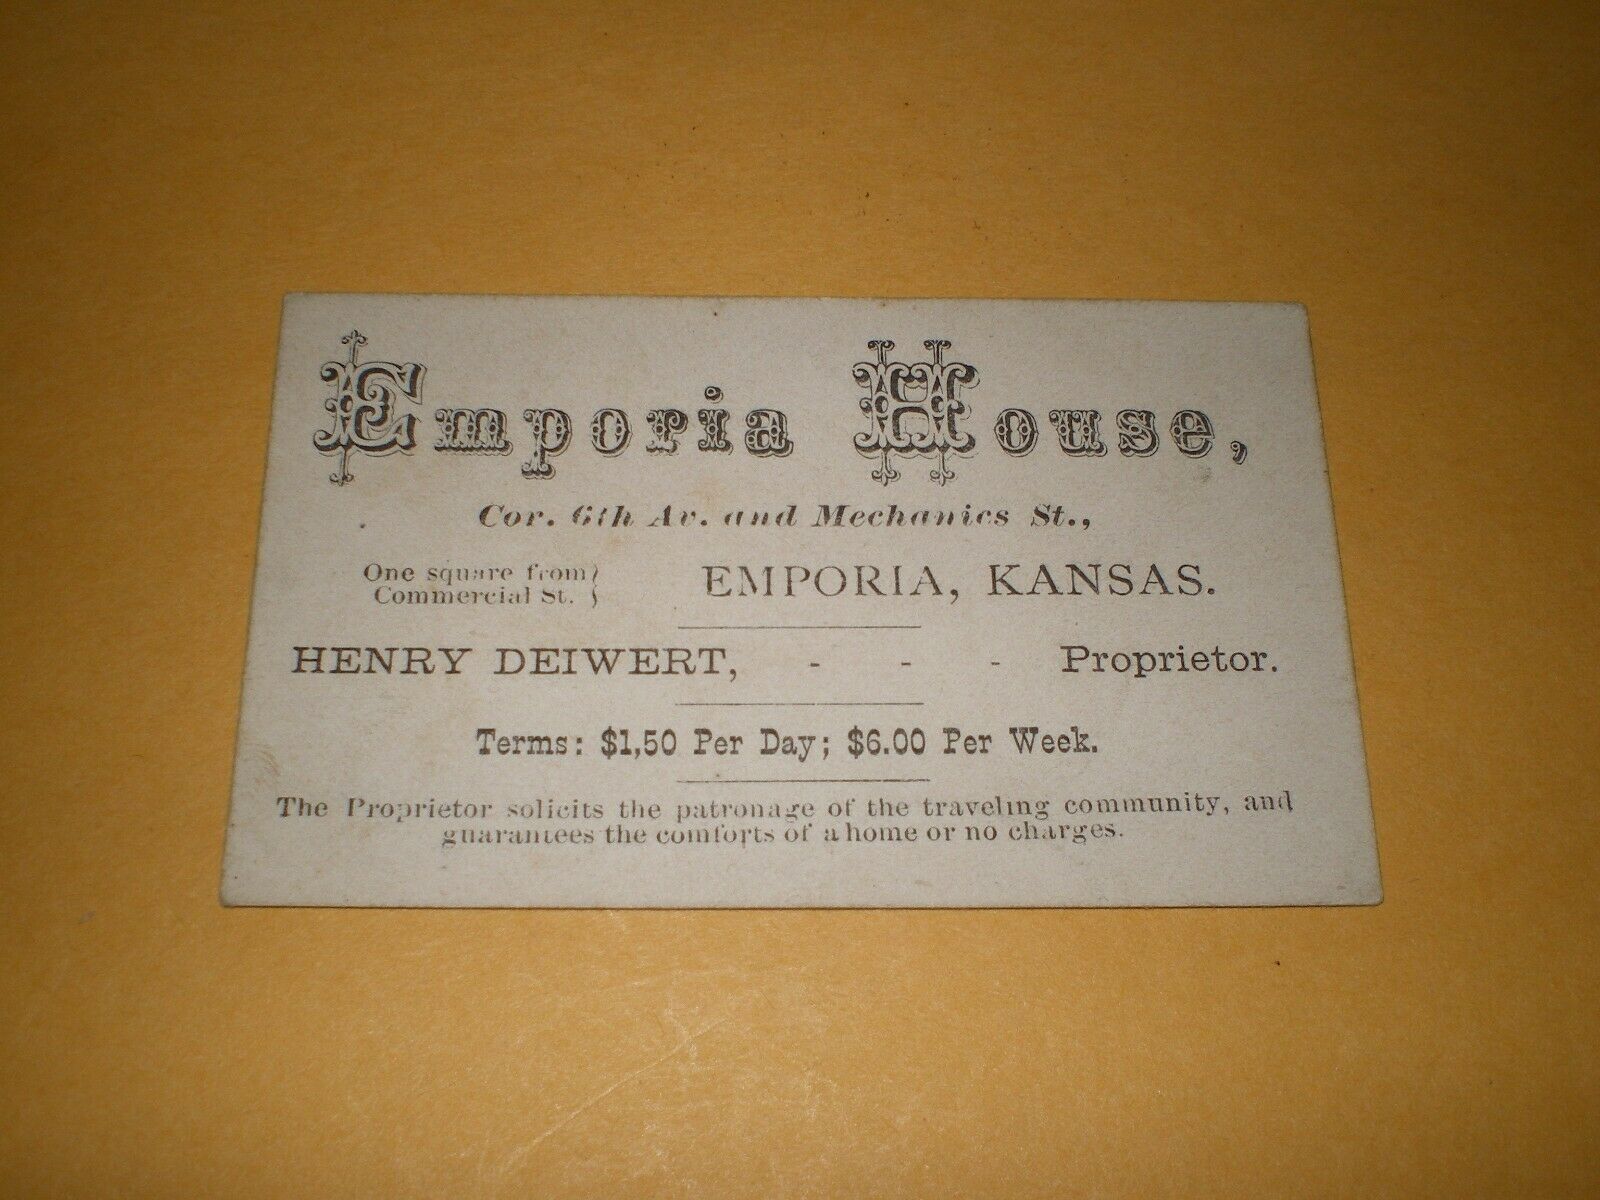 Emporia House,
Cor. 6th Av. and Mechanics St.,
One square from }
Commercial St. }
EMPORIA, KANSAS.
HENRY DEIWERT, - - - Proprietor.
Terms: $1,50 Per Day; $6.00 Per Week.
The Proprietor solicits the patronage of the traveling community, and
guarantees the comforts of a home or no charges.